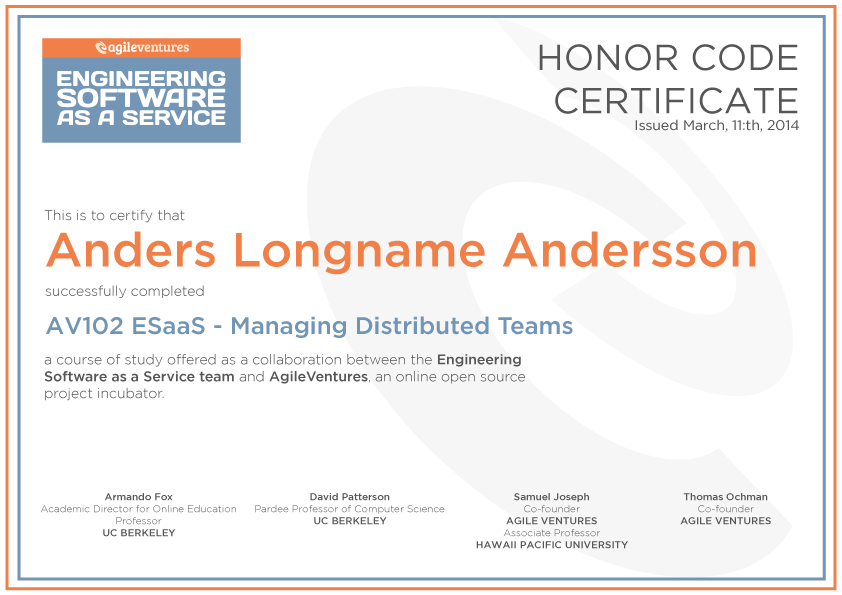 agileventures
ENGINEERING
SOFTWARE
AS A SERVICE
HONOR CODE
CERTIFICATE
Issued March, 11:th, 2014
This is to certify that
Anders Longname Andersson
successfully completed
AV102 ESaaS - Managing Distributed Teams
a course of study offered as a collaboration between the Engineering
Software as a Service team and AgileVentures, an online open source
project incubator.
Armando Fox
Academic Director for Online Education
Professor
UC BERKELEY
David Patterson
Pardee Professor of Computer Science
UC BERKELEY
Samuel Joseph
Co-founder
AGILE VENTURES
Associate Professor
HAWAII PACIFIC UNIVERSITY
Thomas Ochman
Co-founder
AGILE VENTURES